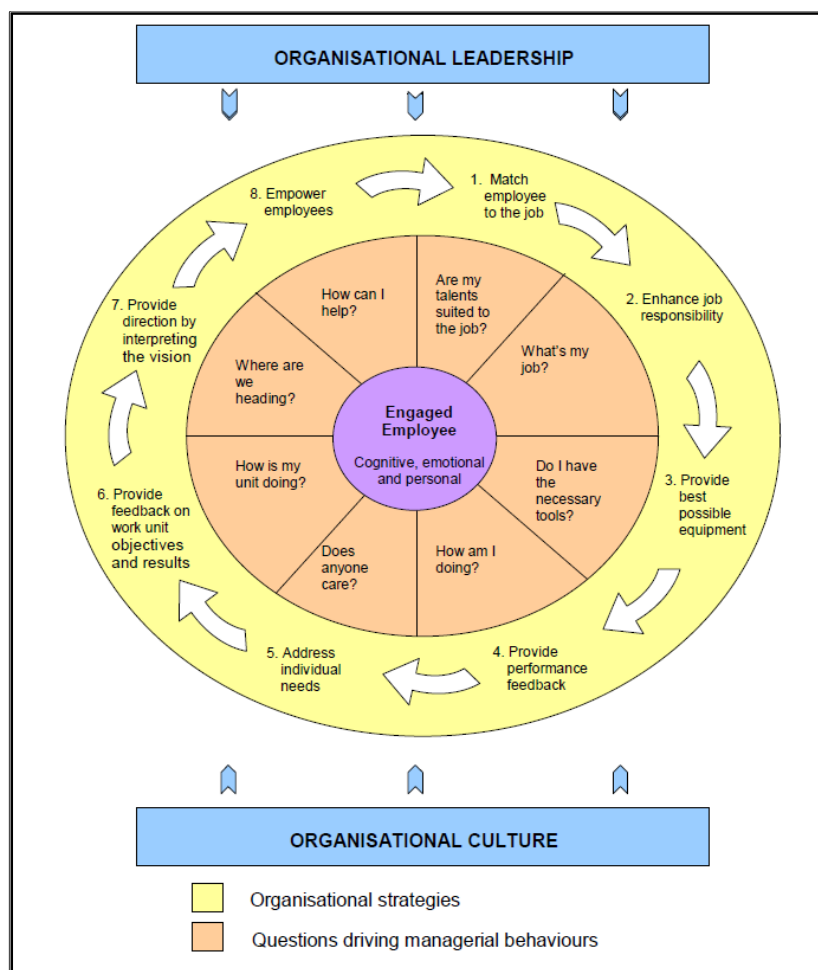 ORGANISATIONAL LEADERSHIP
1. Match
employee
to the job
2. Enhance job
responsibility
3. Provide
best
possible
equipment
4. Provide
performance
feedback
5. Address
individual
needs
6. Provide
feedback on
work unit
objectives
and results
7. Provide
direction by
interpreting
the vision
8. Empower
employees
Are my
talents
suited to
the job?
What's my
job?
Do I have
the
necessary
tools?
How am I
doing?
Does
anyone
care?
How is my
unit doing?
Where are
we
heading?
How can I
help?
Engaged
Employee
Cognitive, emotional
and personal
ORGANISATIONAL CULTURE
Organisational strategies
Questions driving managerial behaviours